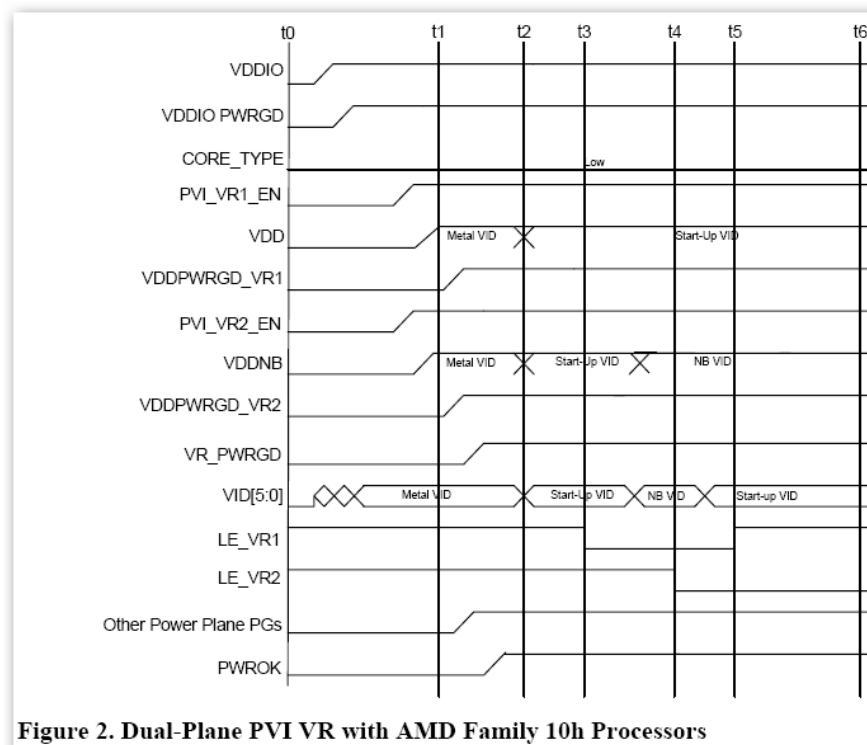 t0 t1 t2 t3 t4 t5 t6
VDDIO
VDDIO PWRGD
CORE_TYPE Low
PVI_VR1_EN
VDD Metal VID Start-Up VID
VDDPWRGD_VR1
PVI_VR2_EN
VDDNB Metal VID Start-Up VID NB VID
VDDPWRGD_VR2
VR_PWRGD
VID[5:0] Metal VID Start-Up VID NB VID Start-up VID
LE_VR1
LE_VR2
Other Power Plane PGs
PWROK
Figure 2. Dual-Plane PVI VR with AMD Family 10h Processors